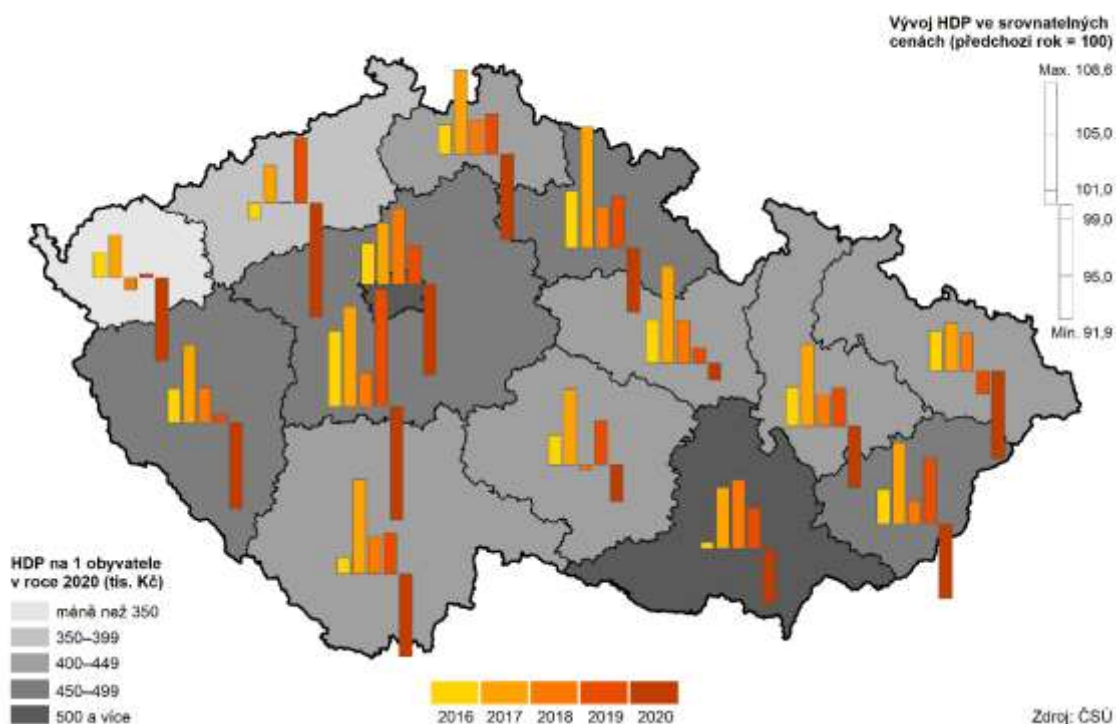 Vývoj HDP ve srovnatelných
cenách (předchozí rok = 100)
Max. 108,6
105,0
101,0
99,0
95,0
Min. 91,9
HDP na 1 obyvatele
v roce 2020 (tis. Kč)
méně než 350
350–399
400–449
450–499
500 a více
2016 2017 2018 2019 2020
Zdroj: ČSÚ